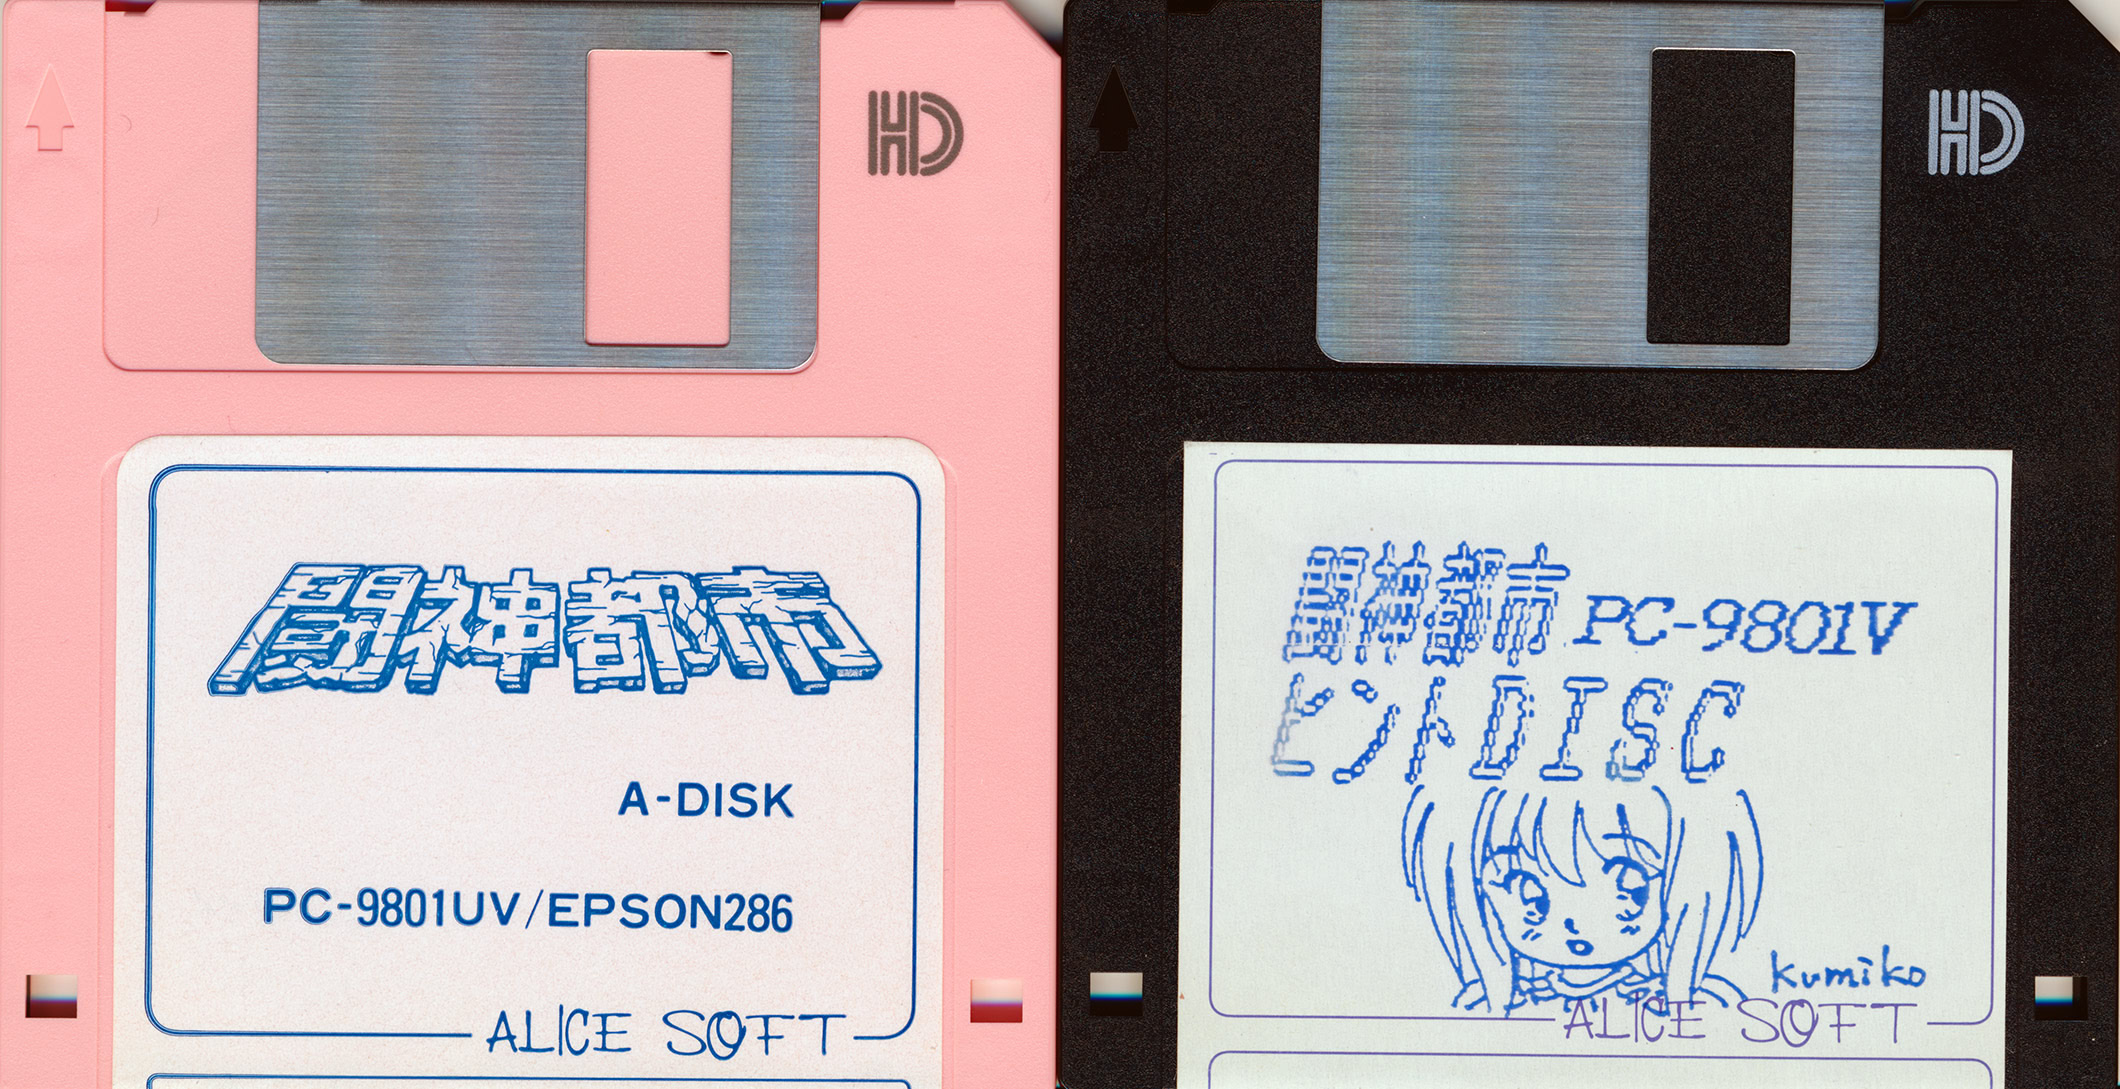 HD
闘神都市
A-DISK
PC-9801UV/EPSON286
ALICE SOFT
HD
闘神都市 PC-9801V
ヒントDISC
Kumiko
ALICE SOFT